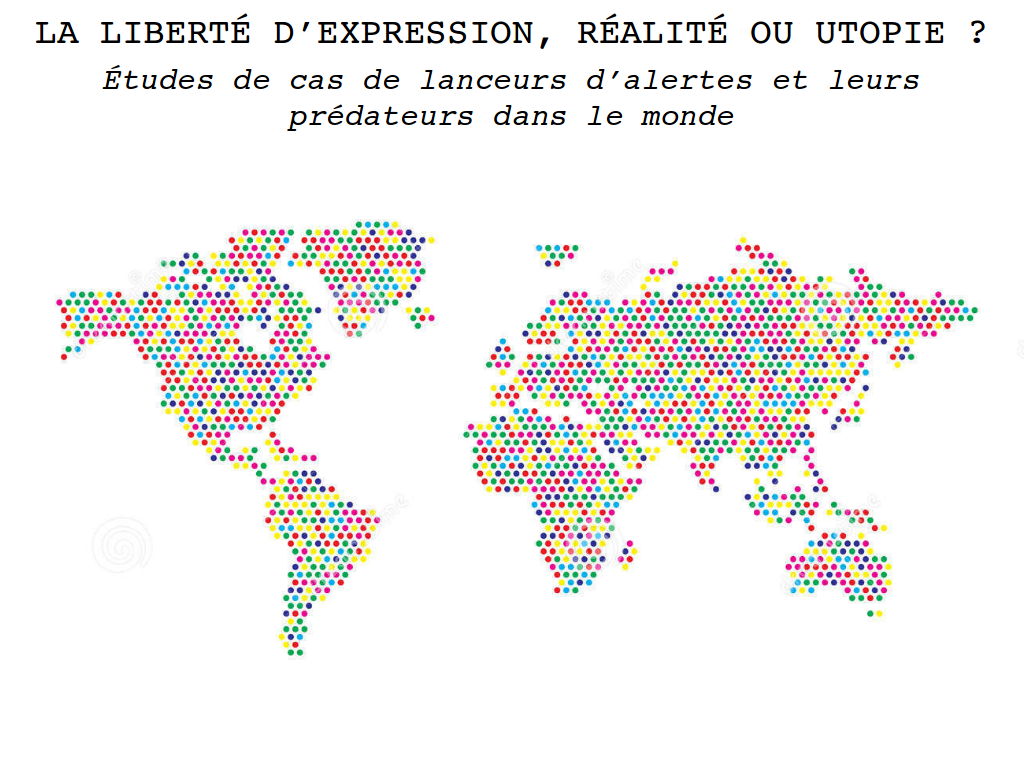 LA LIBERTÉ D’EXPRESSION, RÉALITÉ OU UTOPIE ?
Études de cas de lanceurs d’alertes et leurs
prédateurs dans le monde